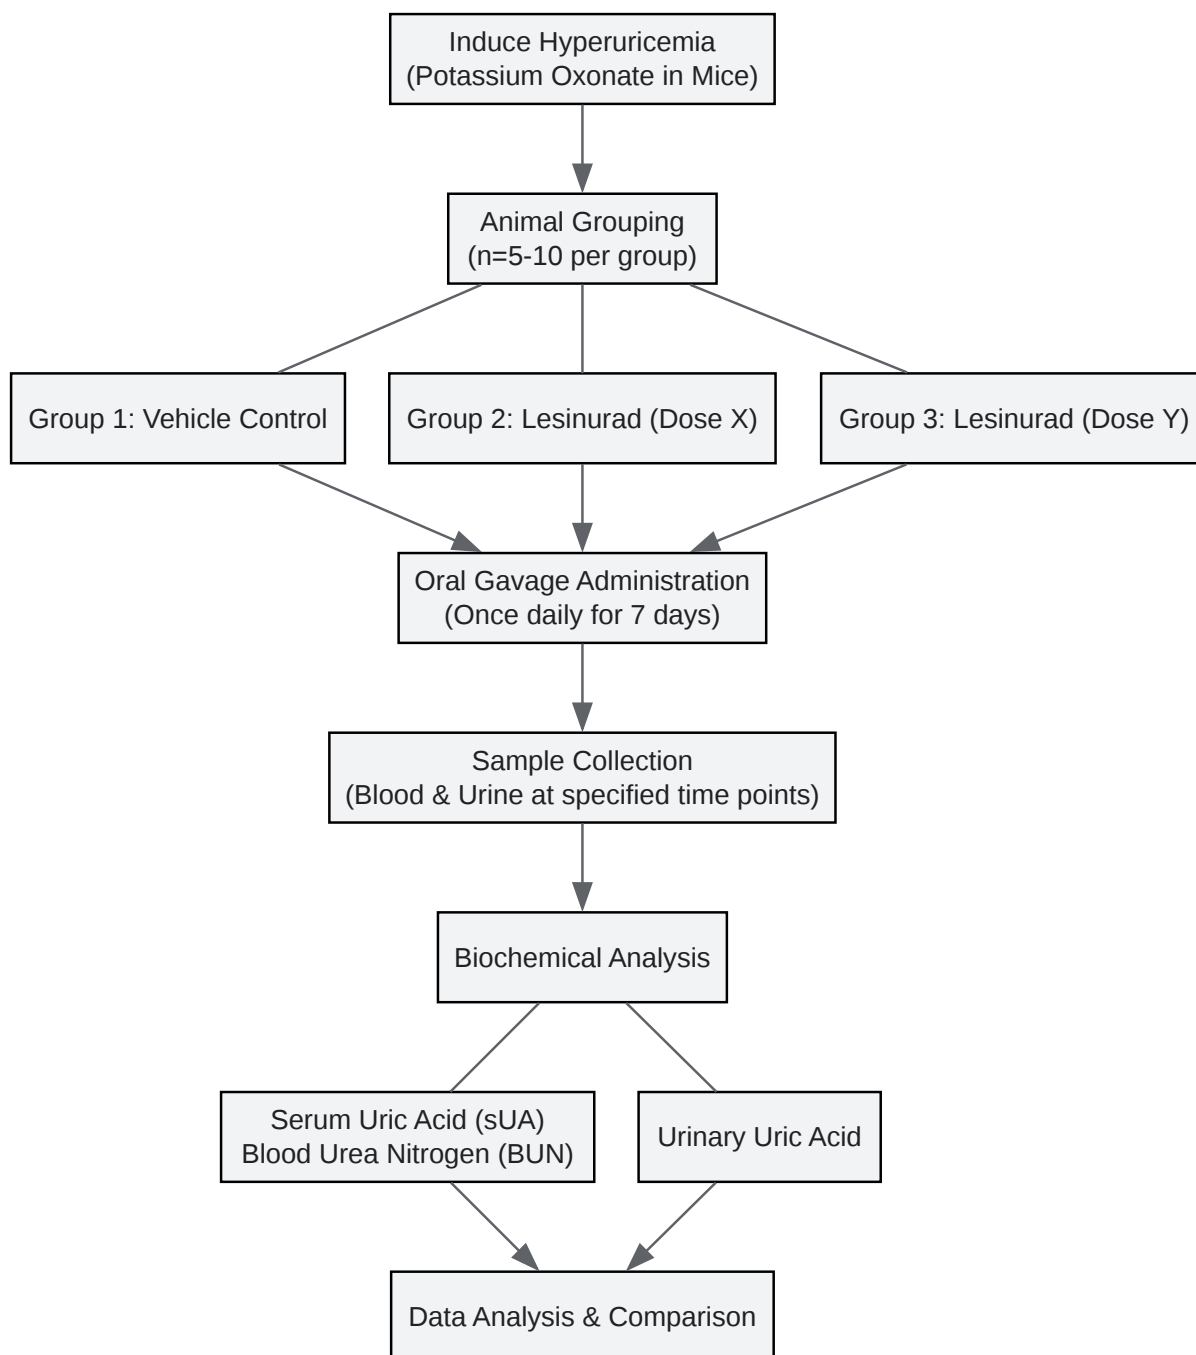 Induce Hyperuricemia
(Potassium Oxonate in Mice)
Animal Grouping
(n=5-10 per group)
Group 1: Vehicle Control
Group 2: Lesinurad (Dose X)
Group 3: Lesinurad (Dose Y)
Oral Gavage Administration
(Once daily for 7 days)
Sample Collection
(Blood & Urine at specified time points)
Biochemical Analysis
Serum Uric Acid (sUA)
Blood Urea Nitrogen (BUN)
Urinary Uric Acid
Data Analysis & Comparison